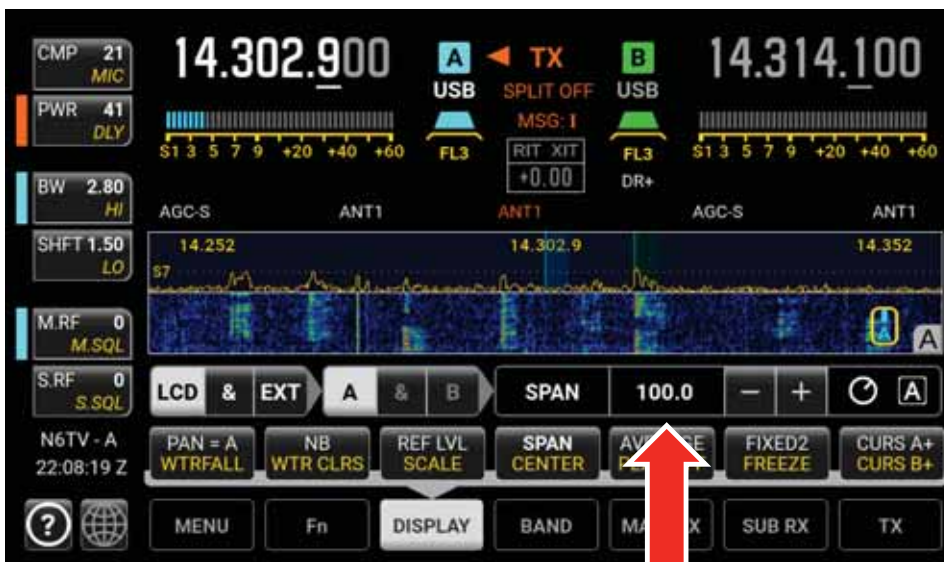 CMP 21
MIC
PWR 41
DLY
BW 2.80
HI
SHFT 1.50
LO
M.RF 0
M.SQL
S.RF 0
S.SQL
N6TV - A
22:08:19 Z
14.302.900
A ◄ TX B
14.314.100
USB SPLIT OFF USB
MSG: I
S1 3 5 7 9 +20 +40 +60
FL3 RIT XIT FL3
S1 3 5 7 9 +20 +40 +60
+0.00 DR+
AGC-S ANT1 ANT1 AGC-S ANT1
14.252 14.302.9 14.352
S7
A
A
LCD & EXT A & B SPAN 100.0 − + A
PAN = A NB REF LVL SPAN FIXED2 CURS A+
WTRFALL WTR CLRS SCALE CENTER FREEZE CURS B+
? MENU Fn DISPLAY BAND SUB RX TX